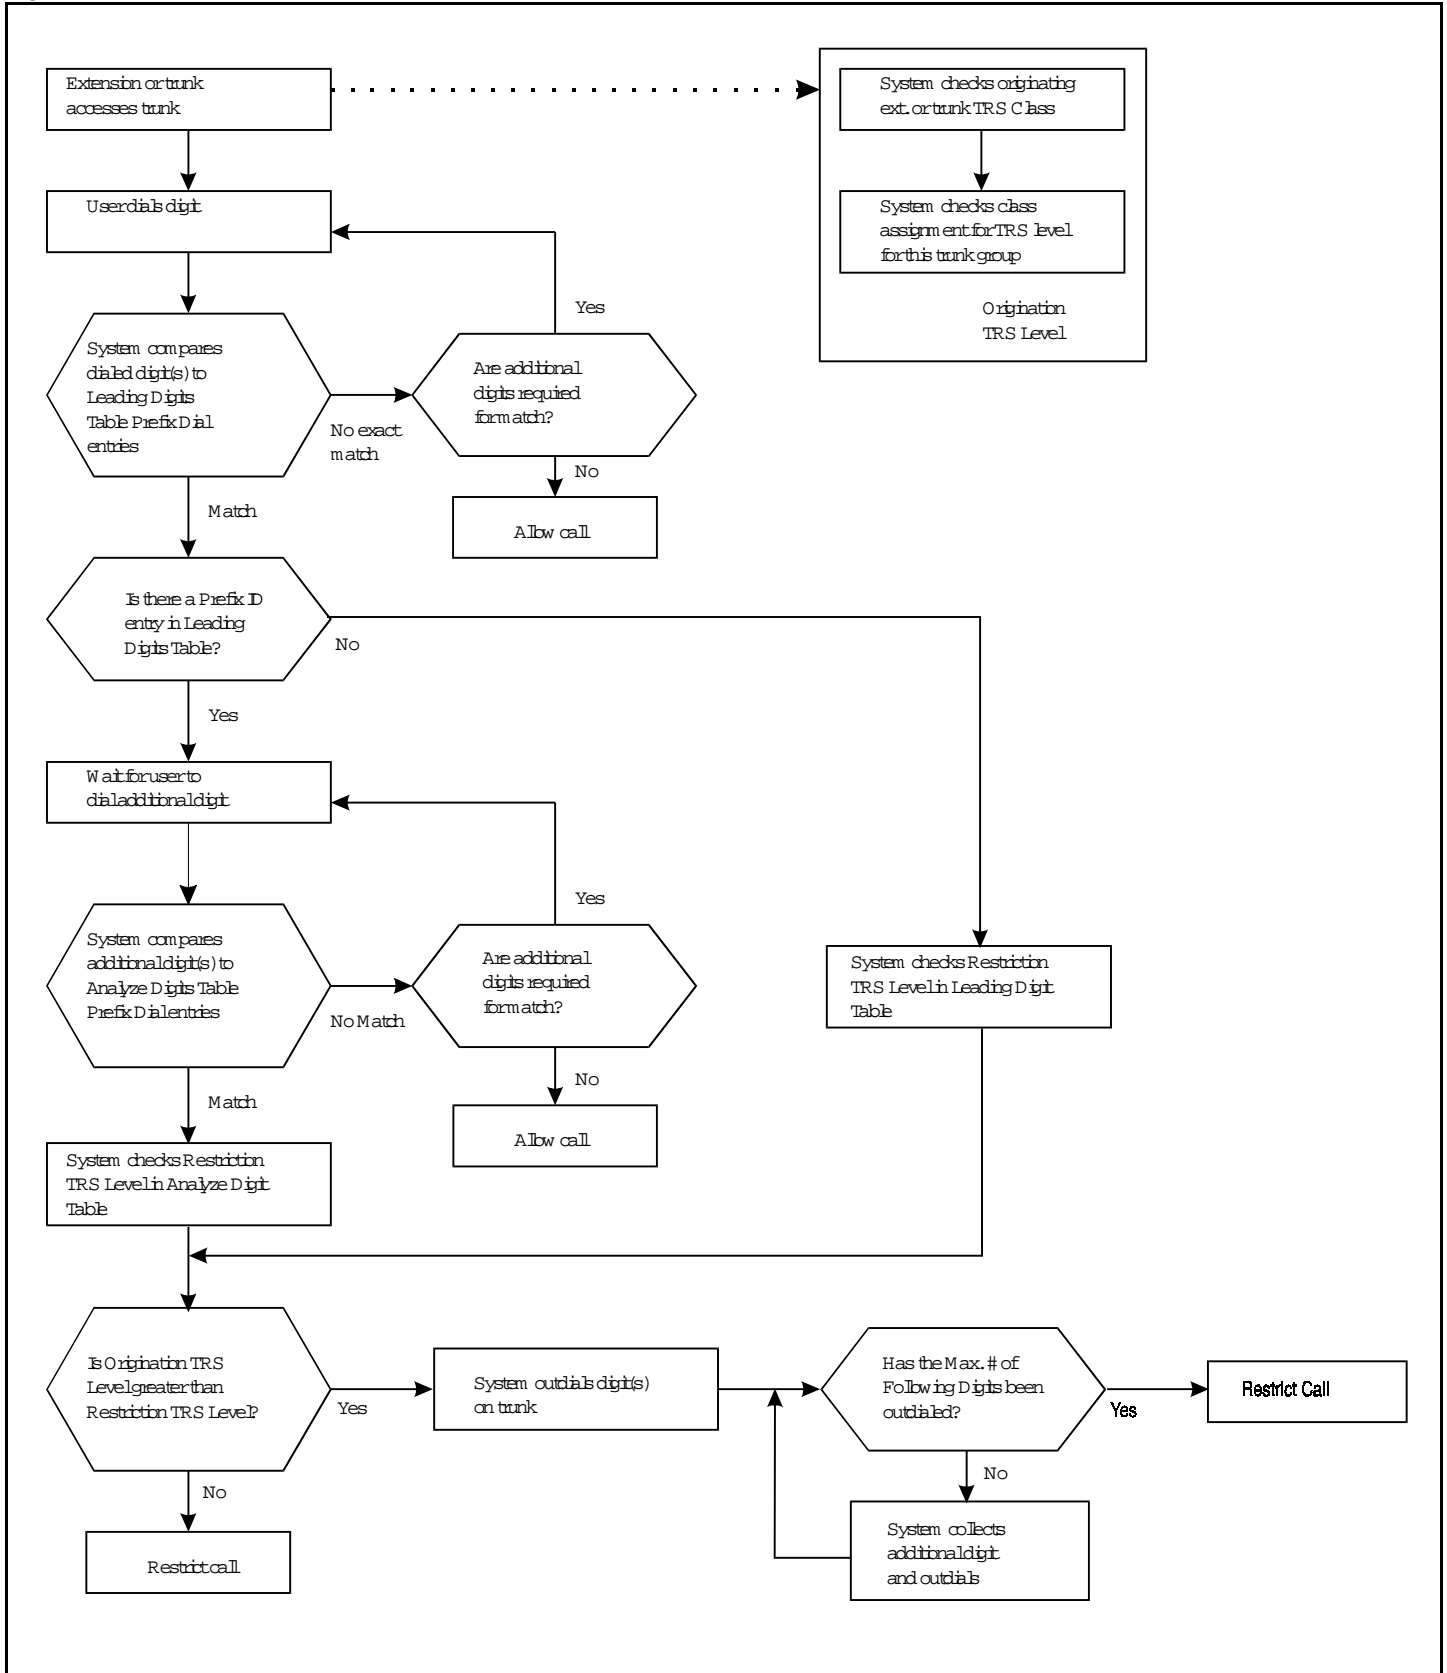 Extension or trunk
accesses trunk
System checks originating
ext. or trunk TRS Class
User dials digit
System checks class
assignment for TRS level
for this trunk group
Origination
TRS Level
Yes
System compares
dialed digit(s) to
Leading Digits
Table Prefix Dial
entries
Are additional
digits required
for match?
No exact
match
No
Match
Allow call
Is there a Prefix ID
entry in Leading
Digits Table?
No
Yes
Wait for user to
dial additional digit
Yes
System compares
additional digit(s) to
Analyze Digits Table
Prefix Dial entries
Are additional
digits required
for match?
System checks Restriction
TRS Level in Leading Digit
Table
No Match
No
Match
Allow call
System checks Restriction
TRS Level in Analyze Digit
Table
Is Origination TRS
Level greater than
Restriction TRS Level?
Yes
System outdials digit(s)
on trunk
Has the Max. # of
Following Digits been
outdialed?
Yes
Restrict Call
No
No
System collects
additional digit
and outdials
Restrict call